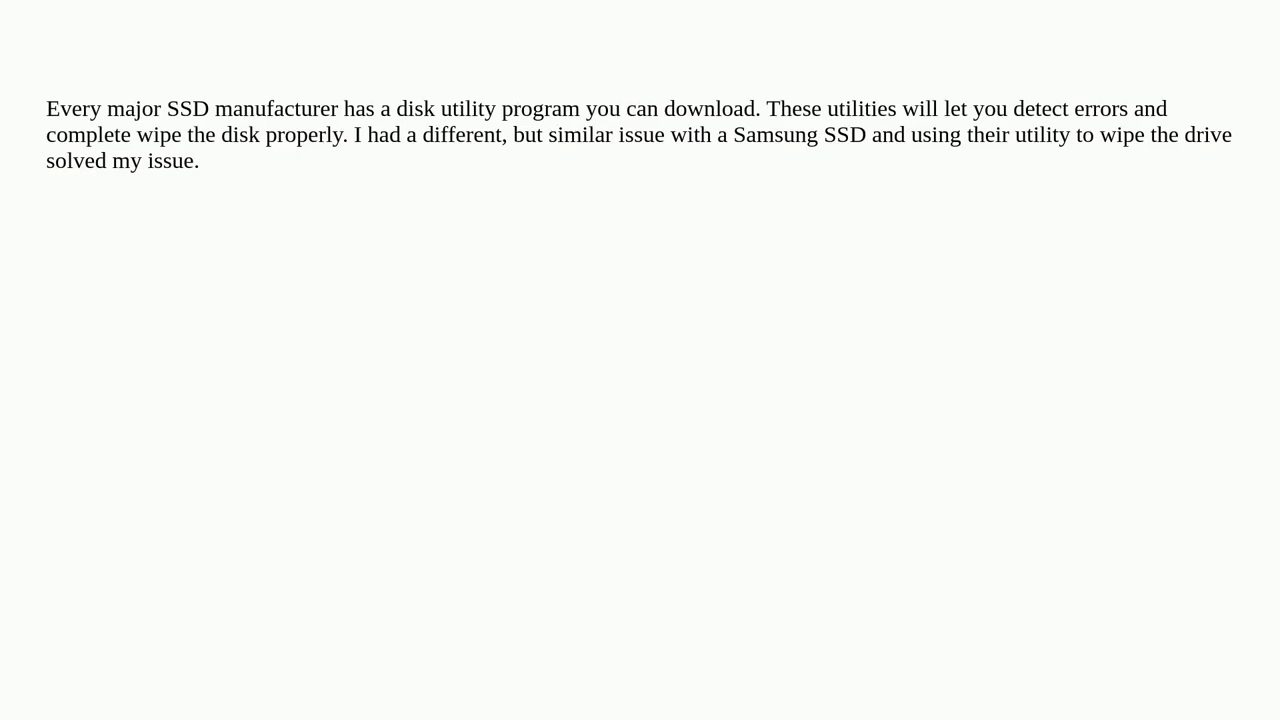 Every major SSD manufacturer has a disk utility program you can download. These utilities will let you detect errors and
complete wipe the disk properly. I had a different, but similar issue with a Samsung SSD and using their utility to wipe the drive
solved my issue.